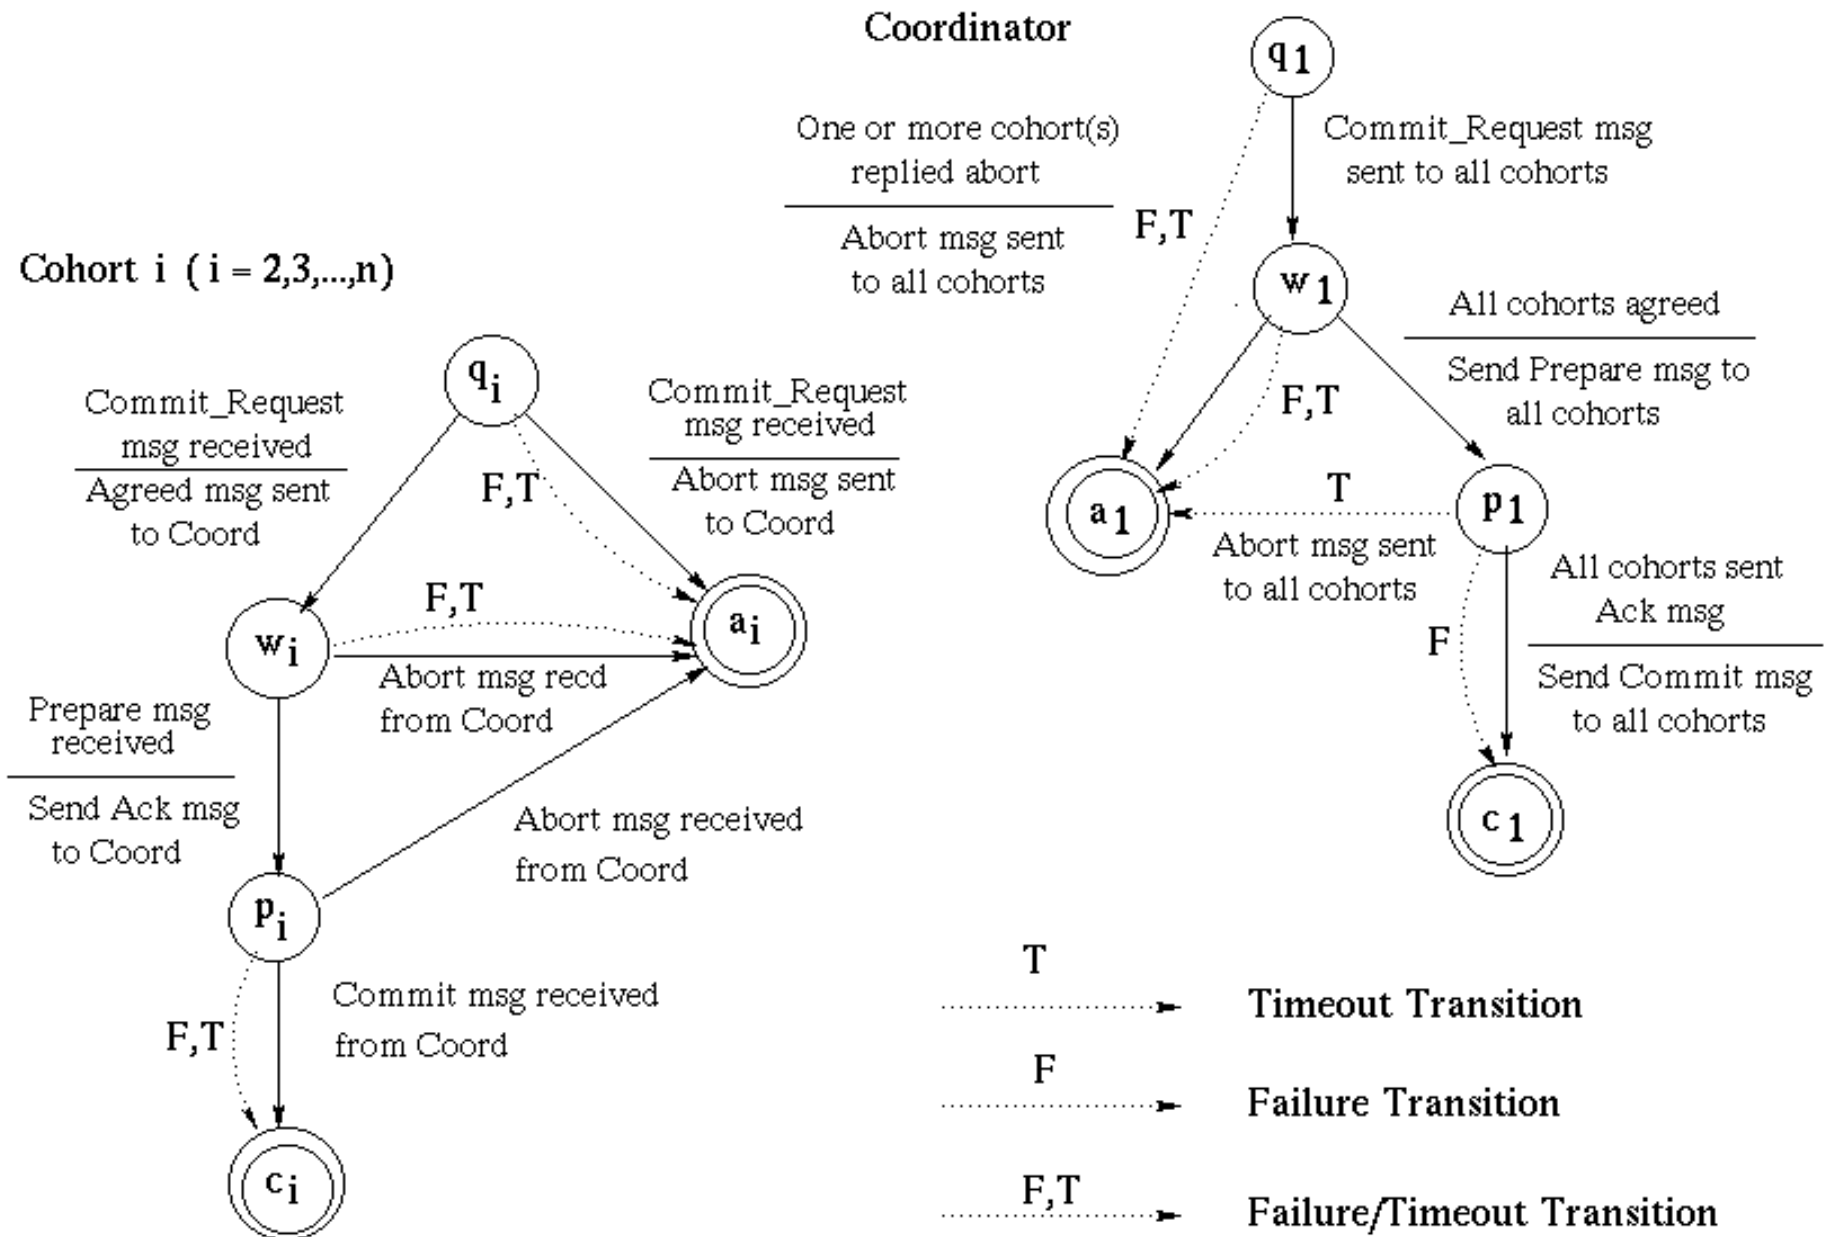 Coordinator
q1
One or more cohort(s)
replied abort
Abort msg sent
to all cohorts
F,T
Commit_Request msg
sent to all cohorts
w1
All cohorts agreed
Send Prepare msg to
all cohorts
F,T
a1
T
Abort msg sent
to all cohorts
p1
F
All cohorts sent
Ack msg
Send Commit msg
to all cohorts
c1
Cohort i ( i = 2,3,...,n)
qi
Commit_Request
msg received
Agreed msg sent
to Coord
F,T
Commit_Request
msg received
Abort msg sent
to Coord
wi
F,T
ai
Abort msg recd
from Coord
Prepare msg
received
Send Ack msg
to Coord
Abort msg received
from Coord
pi
F,T
Commit msg received
from Coord
ci
T
Timeout Transition
F
Failure Transition
F,T
Failure/Timeout Transition